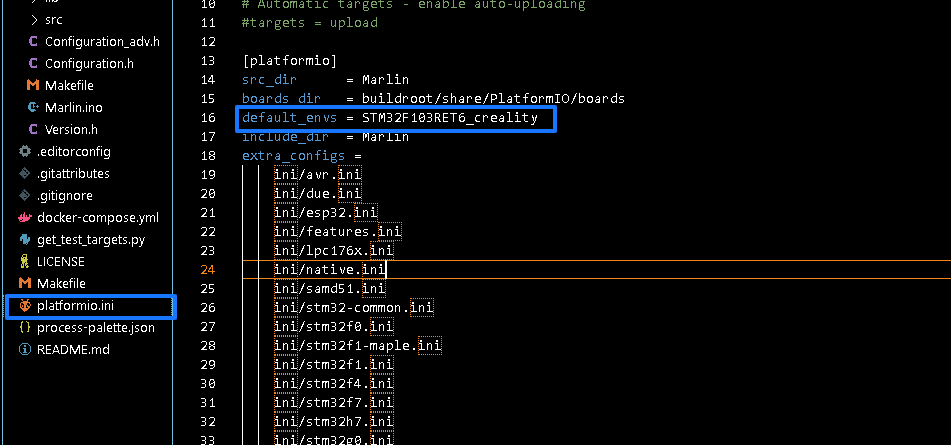 lib
src
Configuration_adv.h
Configuration.h
Makefile
Marlin.ino
Version.h
.editorconfig
.gitattributes
.gitignore
docker-compose.yml
get_test_targets.py
LICENSE
Makefile
platformio.ini
process-palette.json
README.md
10 # Automatic targets - enable auto-uploading
11 #targets = upload
12
13 [platformio]
14 src_dir = Marlin
15 boards_dir = buildroot/share/PlatformIO/boards
16 default_envs = STM32F103RET6_creality
17 include_dir = Marlin
18 extra_configs =
19 ini/avr.ini
20 ini/due.ini
21 ini/esp32.ini
22 ini/features.ini
23 ini/lpc176x.ini
24 ini/native.ini
25 ini/samd51.ini
26 ini/stm32-common.ini
27 ini/stm32f0.ini
28 ini/stm32f1-maple.ini
29 ini/stm32f1.ini
30 ini/stm32f4.ini
31 ini/stm32f7.ini
32 ini/stm32h7.ini
33 ini/stm32g0.ini